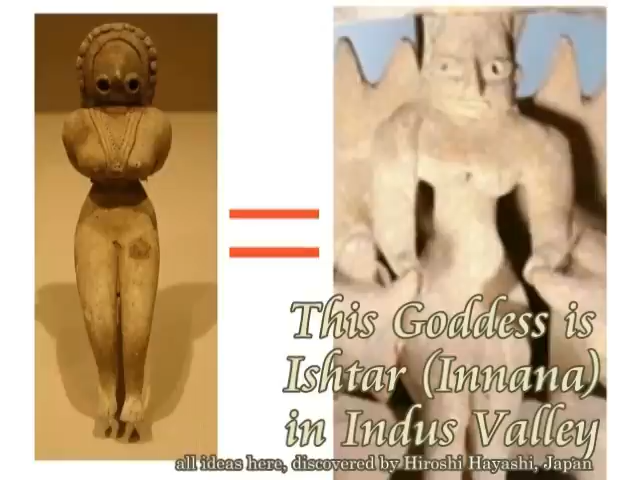 This Goddess is
Ishtar (Innana)
in Indus Valley
all ideas here, discovered by Hiroshi Hayashi, Japan